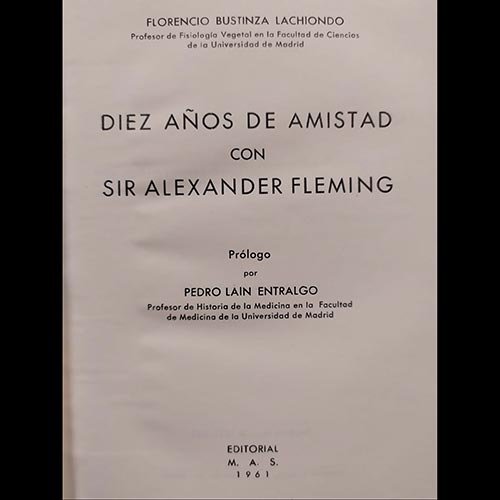 FLORENCIO BUSTINZA LACHIONDO
Profesor de Fisiología Vegetal en la Facultad de Ciencias
de la Universidad de Madrid
DIEZ AÑOS DE AMISTAD
CON
SIR ALEXANDER FLEMING
Prólogo
por
PEDRO LAIN ENTRALGO
Profesor de Historia de la Medicina en la Facultad
de Medicina de la Universidad de Madrid
EDITORIAL
M. A. S.
1961